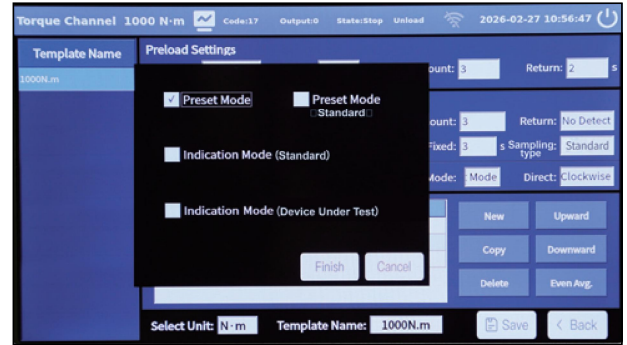 Torque Channel 1000 N·m Code:17 Output:0 State:Stop Unload 2026-02-27 10:56:47
Template Name
1000N.m
Preload Settings
ount: 3 Return: 2 s
✓ Preset Mode
Preset Mode
□Standard□
Indication Mode (Standard)
Indication Mode (Device Under Test)
Finish Cancel
ount: 3 Return: No Detect
Fixed: 3 s Sampling type: Standard
Mode: Mode Direct: Clockwise
New Upward
Copy Downward
Delete Even Avg.
Select Unit: N·m Template Name: 1000N.m Save < Back